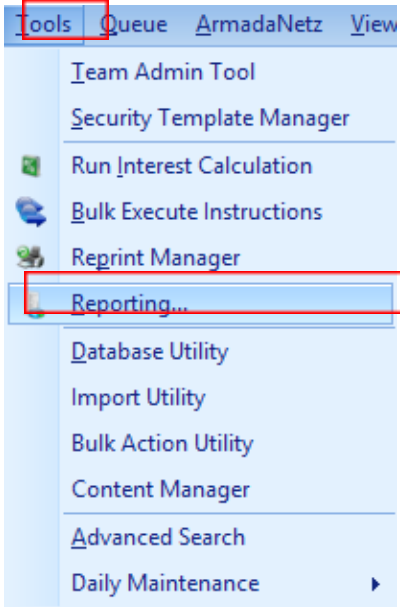 Tools Queue ArmadaNetz View
Team Admin Tool
Security Template Manager
Run Interest Calculation
Bulk Execute Instructions
Reprint Manager
Reporting...
Database Utility
Import Utility
Bulk Action Utility
Content Manager
Advanced Search
Daily Maintenance